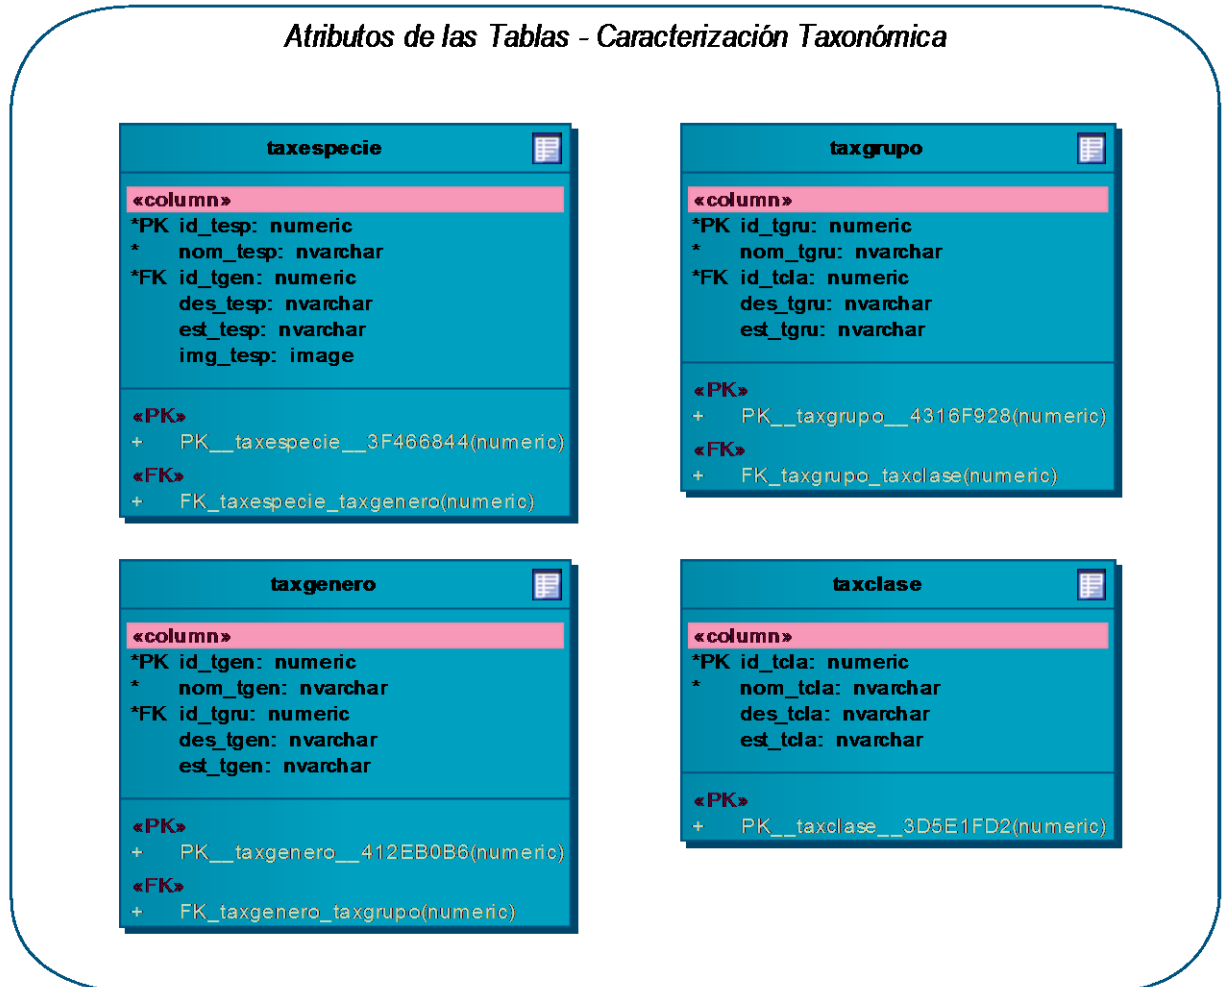 Atributos de las Tablas - Caracterización Taxonómica
taxespecie
«column»
*PK id_tesp: numeric
* nom_tesp: nvarchar
*FK id_tgen: numeric
des_tesp: nvarchar
est_tesp: nvarchar
img_tesp: image
«PK»
+ PK__taxespecie__3F466844(numeric)
«FK»
+ FK_taxespecie_taxgenero(numeric)
taxgrupo
«column»
*PK id_tgru: numeric
* nom_tgru: nvarchar
*FK id_tcla: numeric
des_tgru: nvarchar
est_tgru: nvarchar
«PK»
+ PK__taxgrupo__4316F928(numeric)
«FK»
+ FK_taxgrupo_taxclase(numeric)
taxgenero
«column»
*PK id_tgen: numeric
* nom_tgen: nvarchar
*FK id_tgru: numeric
des_tgen: nvarchar
est_tgen: nvarchar
«PK»
+ PK__taxgenero__412EB0B6(numeric)
«FK»
+ FK_taxgenero_taxgrupo(numeric)
taxclase
«column»
*PK id_tcla: numeric
* nom_tcla: nvarchar
des_tcla: nvarchar
est_tcla: nvarchar
«PK»
+ PK__taxclase__3D5E1FD2(numeric)